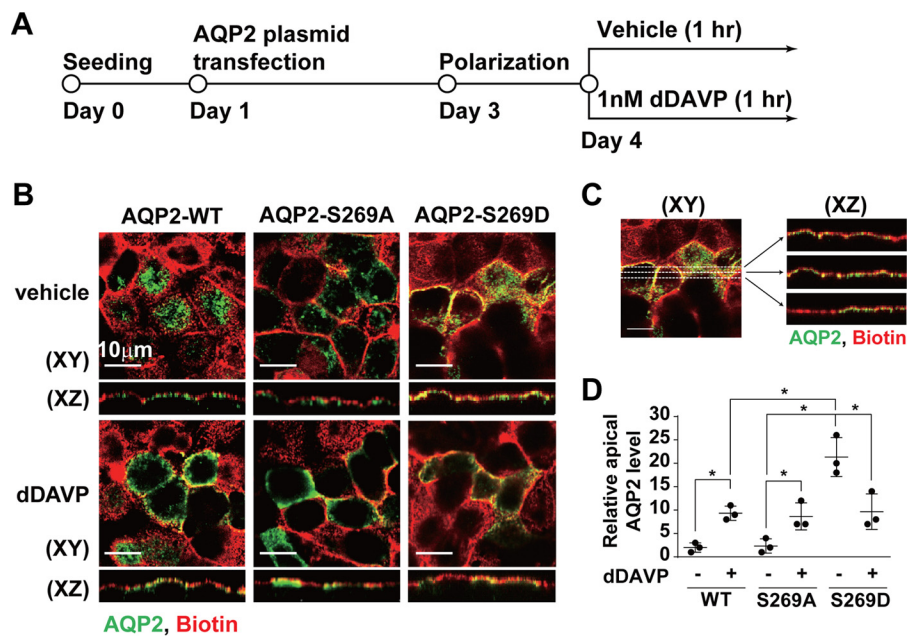 A
Seeding
AQP2 plasmid
transfection
Polarization
Vehicle (1 hr)
1nM dDAVP (1 hr)
Day 0
Day 1
Day 3
Day 4
B
AQP2-WT
AQP2-S269A
AQP2-S269D
vehicle
10μm
(XY)
(XZ)
dDAVP
(XY)
(XZ)
AQP2, Biotin
C
(XY)
(XZ)
AQP2, Biotin
D
Relative apical
AQP2 level
30
25
20
15
10
5
0
* * * * *
dDAVP - + - + - +
WT S269A S269D